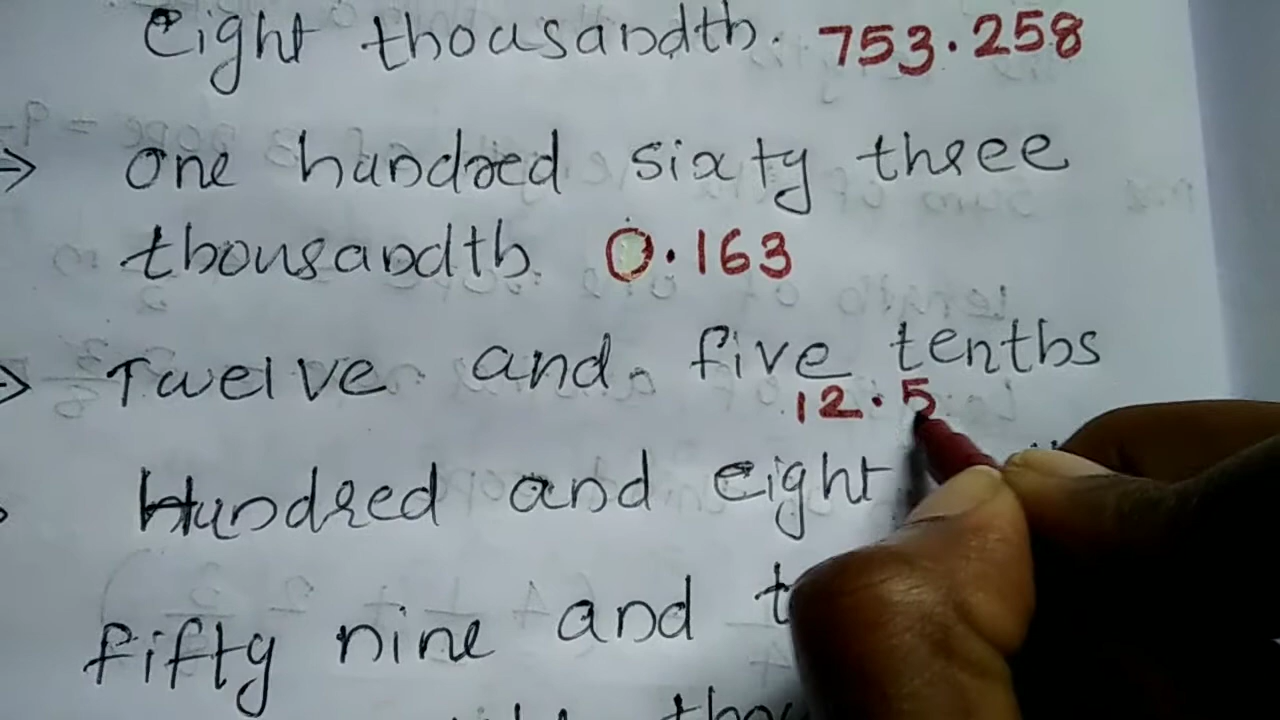 Eight thousandth. 753.258
→ One hundred sixty three
thousandth. 0.163
→ Twelve and five tenths
12.5
Hundred and eight
fifty nine and